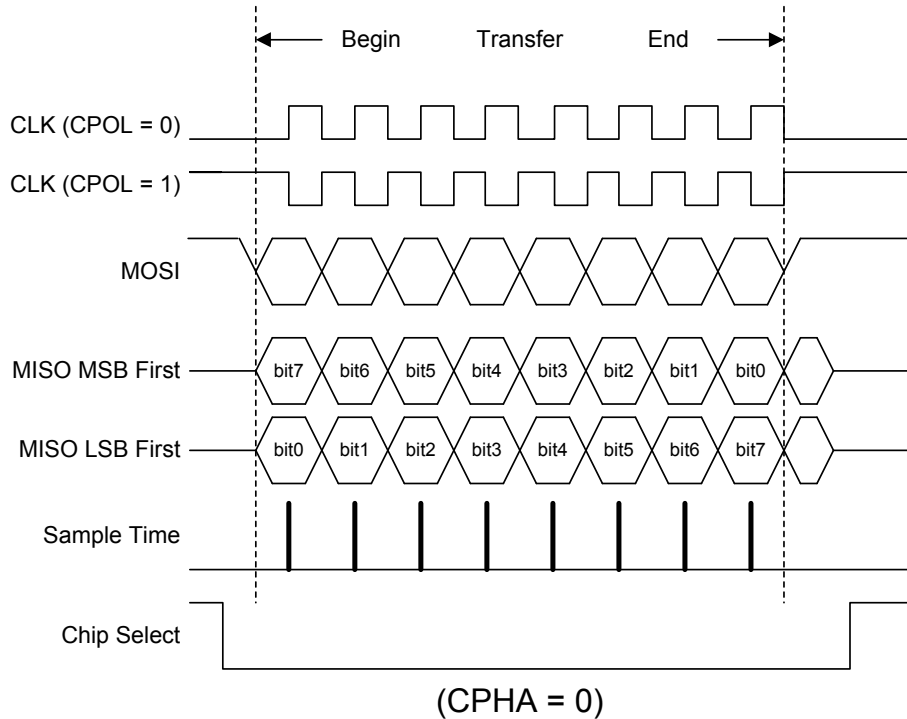 Begin Transfer End
CLK (CPOL = 0)
CLK (CPOL = 1)
MOSI
MISO MSB First bit7 bit6 bit5 bit4 bit3 bit2 bit1 bit0
MISO LSB First bit0 bit1 bit2 bit3 bit4 bit5 bit6 bit7
Sample Time
Chip Select
(CPHA = 0)